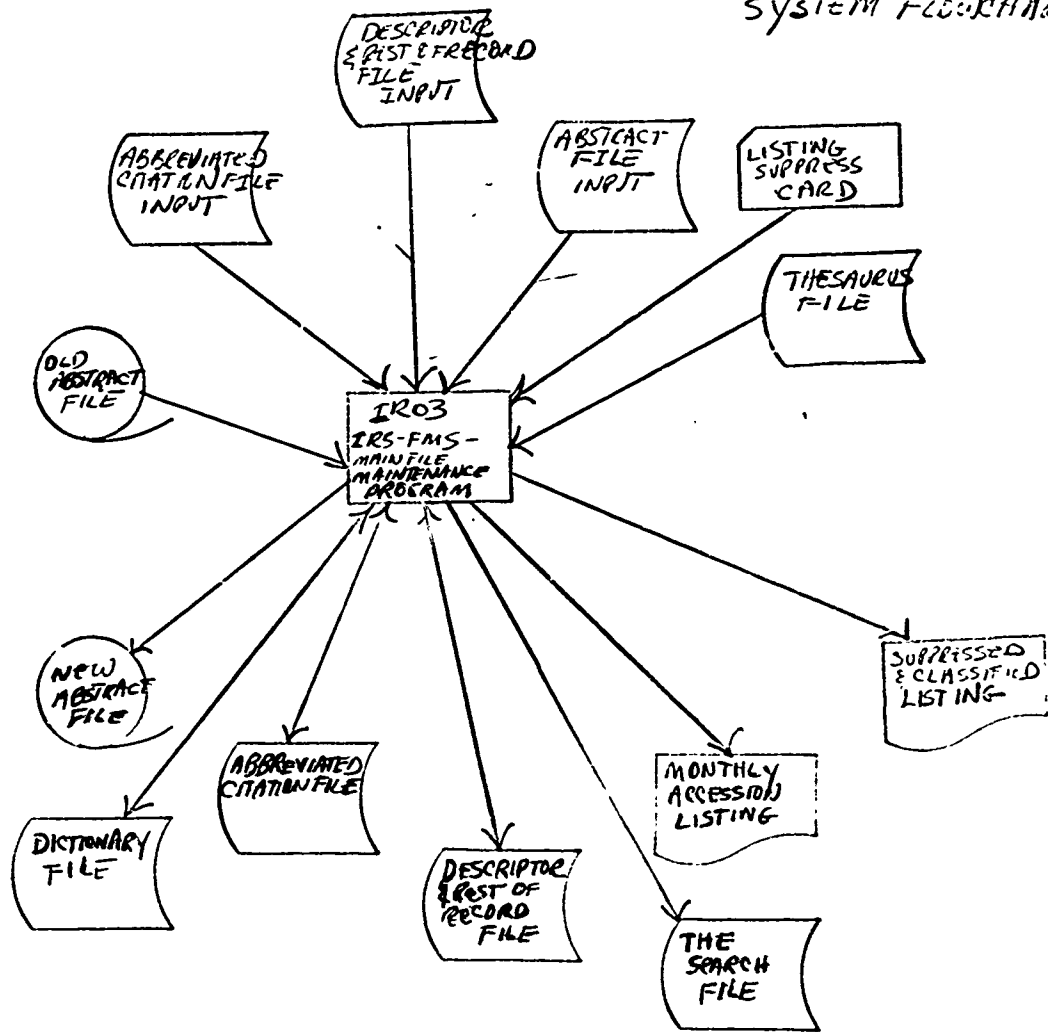 SYSTEM FLOWCHART
DESCRIPTOR
& REST OF RECORD
FILE
INPUT
ABBREVIATED
CITATION FILE
INPUT
ABSTRACT
FILE
INPUT
LISTING
SUPPRESS
CARD
THESAURUS
FILE
OLD
ABSTRACT
FILE
IR03
IRS-FMS-
MAIN FILE
MAINTENANCE
PROGRAM
NEW
ABSTRACT
FILE
SUPPRESSED
& CLASSIFIED
LISTING
ABBREVIATED
CITATION FILE
MONTHLY
ACCESSION
LISTING
DICTIONARY
FILE
DESCRIPTOR
& REST OF
RECORD
FILE
THE
SEARCH
FILE